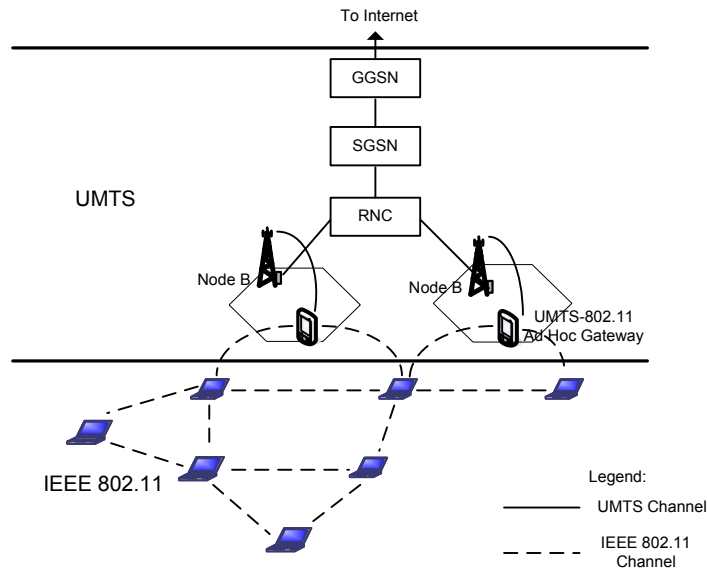 To Internet
GGSN
SGSN
UMTS
RNC
Node B
Node B
UMTS-802.11
Ad Hoc Gateway
IEEE 802.11
Legend:
UMTS Channel
IEEE 802.11
Channel